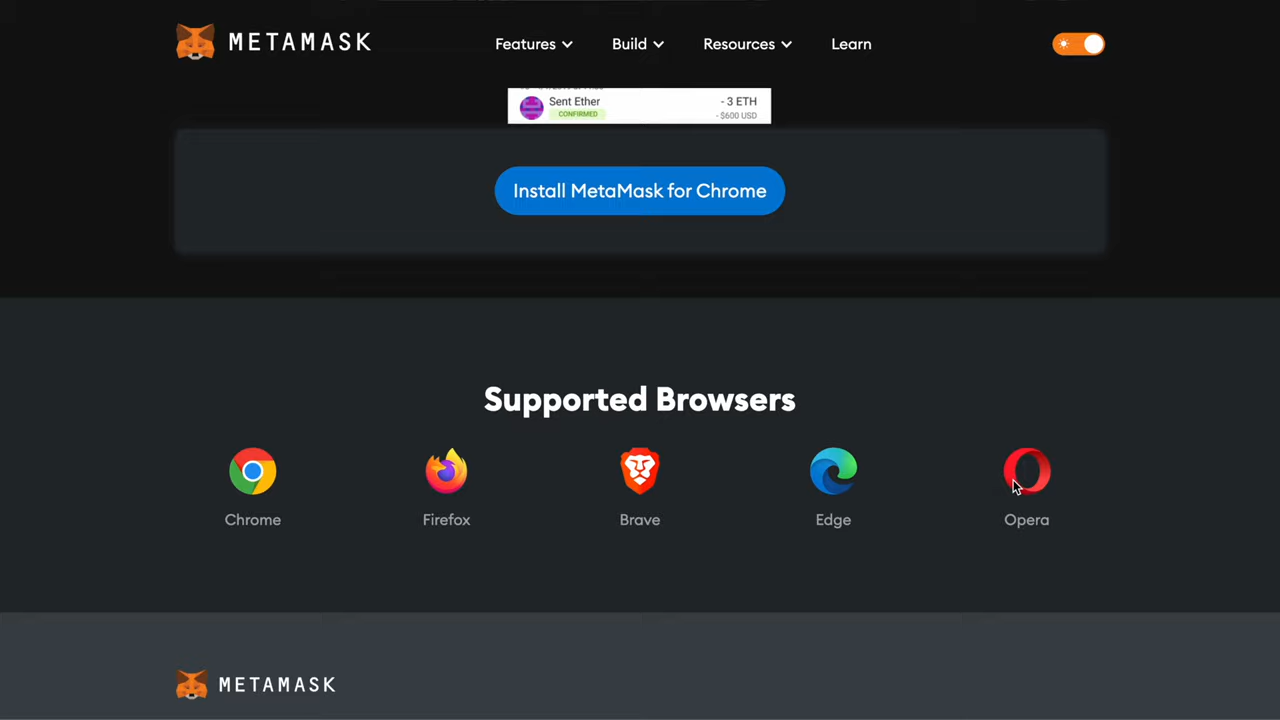 METAMASK
Features
Build
Resources
Learn
Sent Ether
- 3 ETH
CONFIRMED
- $600 USD
Install MetaMask for Chrome
Supported Browsers
Chrome
Firefox
Brave
Edge
Opera
METAMASK